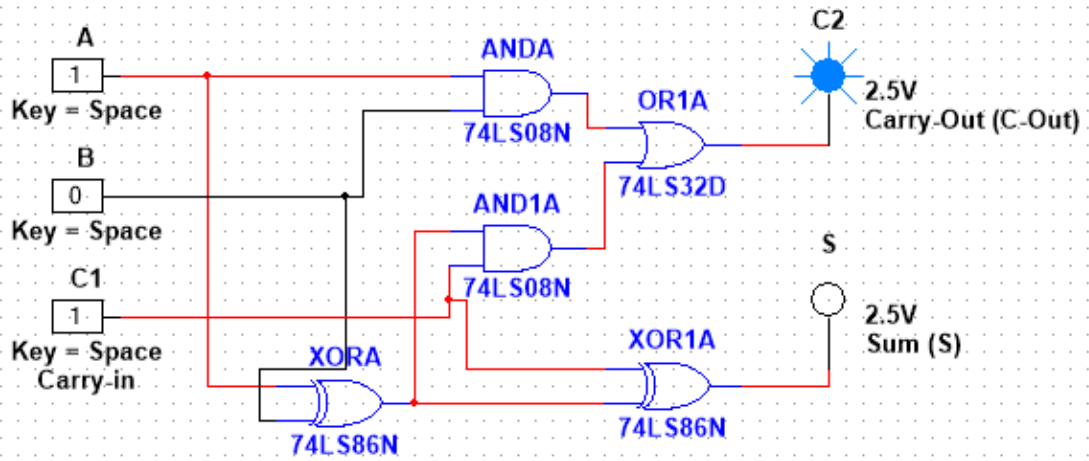 A
1
Key = Space
B
0
Key = Space
C1
1
Key = Space
Carry-in
ANDA
74LS08N
OR1A
74LS32D
AND1A
74LS08N
XORA
74LS86N
XOR1A
74LS86N
C2
2.5V
Carry-Out (C-Out)
S
2.5V
Sum (S)